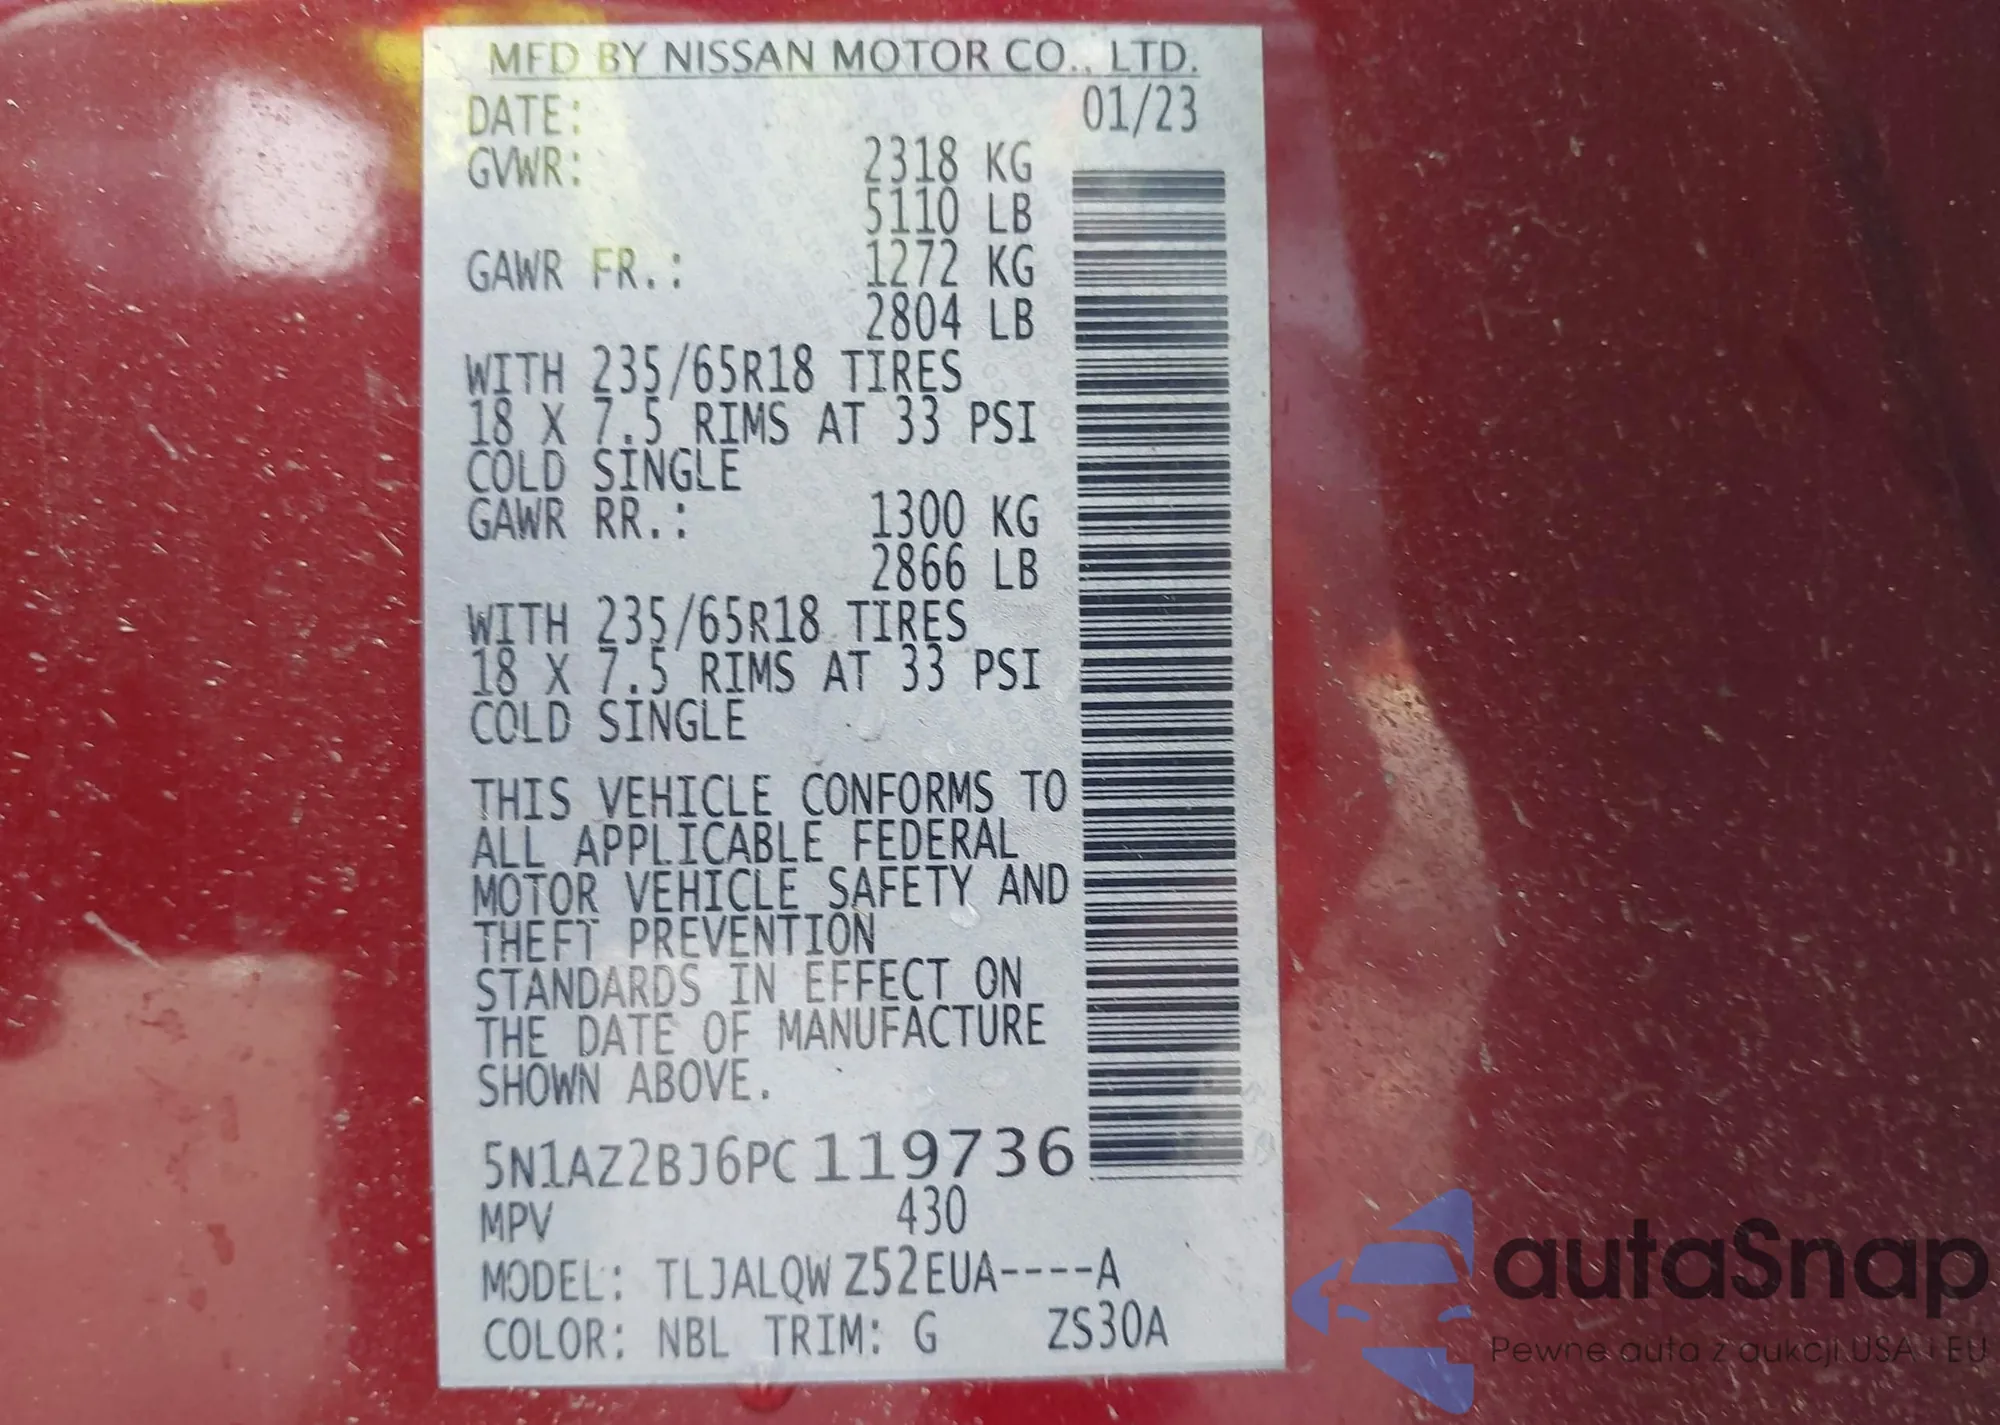 MFD BY NISSAN MOTOR CO., LTD.
DATE: 01/23
GVWR: 2318 KG
5110 LB
GAWR FR.: 1272 KG
2804 LB
WITH 235/65R18 TIRES
18 X 7.5 RIMS AT 33 PSI
COLD SINGLE
GAWR RR.: 1300 KG
2866 LB
WITH 235/65R18 TIRES
18 X 7.5 RIMS AT 33 PSI
COLD SINGLE
THIS VEHICLE CONFORMS TO
ALL APPLICABLE FEDERAL
MOTOR VEHICLE SAFETY AND
THEFT PREVENTION
STANDARDS IN EFFECT ON
THE DATE OF MANUFACTURE
SHOWN ABOVE.
5N1AZ2BJ6PC119736
MPV 430
MODEL: TLJALQW Z52EUA----A
COLOR: NBL TRIM: G ZS30A
autaSnap
Pewne auta z aukcji USA i EU